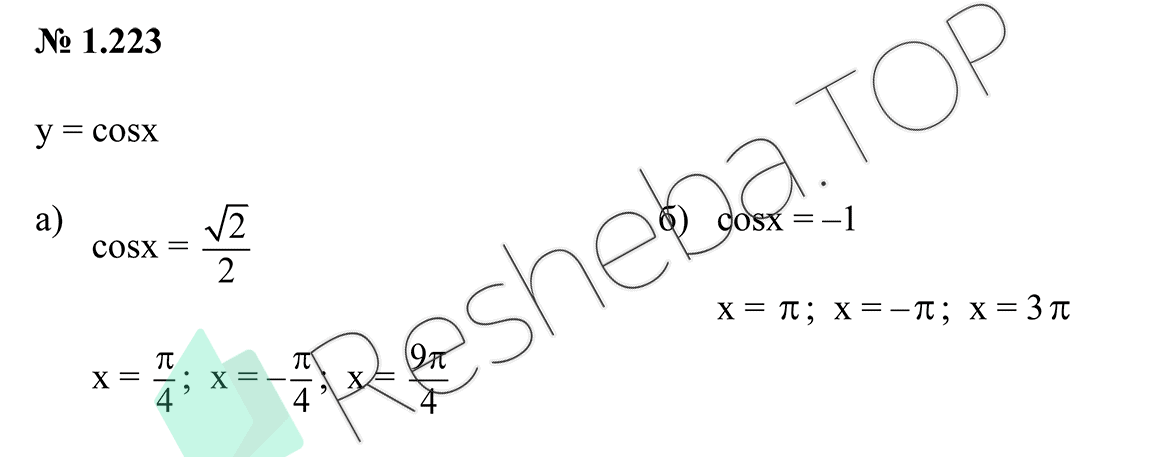 № 1.223
y = cosx
а) cosx = √2/2
x = π/4; x = –π/4; x = 9π/4
б) cosx = –1
x = π; x = –π; x = 3π
Resheba.TOP